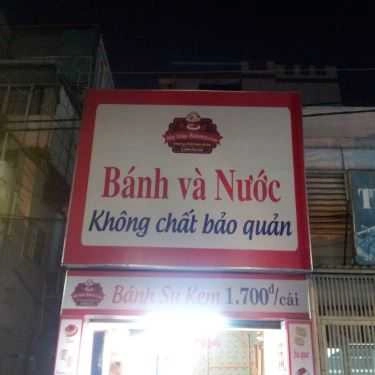 Bánh và Nước
Không chất bảo quản
Bánh Su Kem 1.700đ/cái